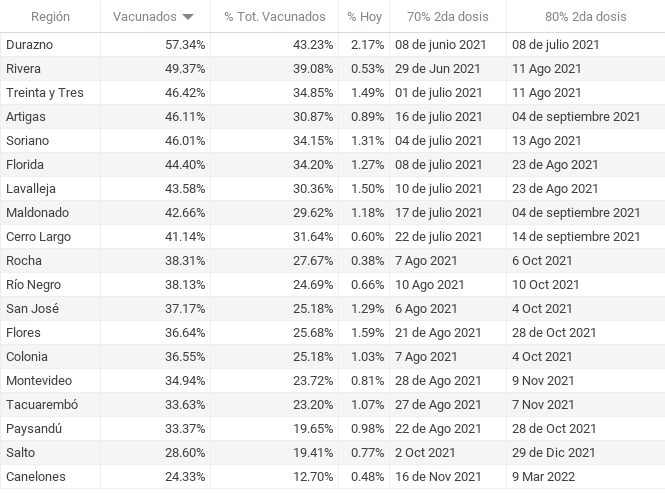 Región Vacunados % Tot. Vacunados % Hoy 70% 2da dosis 80% 2da dosis
Durazno 57.34% 43.23% 2.17% 08 de junio 2021 08 de julio 2021
Rivera 49.37% 39.08% 0.53% 29 de Jun 2021 11 Ago 2021
Treinta y Tres 46.42% 34.85% 1.49% 01 de julio 2021 11 Ago 2021
Artigas 46.11% 30.87% 0.89% 16 de julio 2021 04 de septiembre 2021
Soriano 46.01% 34.15% 1.31% 04 de julio 2021 13 Ago 2021
Florida 44.40% 34.20% 1.27% 08 de julio 2021 23 de Ago 2021
Lavalleja 43.58% 30.36% 1.50% 10 de julio 2021 23 de Ago 2021
Maldonado 42.66% 29.62% 1.18% 17 de julio 2021 04 de septiembre 2021
Cerro Largo 41.14% 31.64% 0.60% 22 de julio 2021 14 de septiembre 2021
Rocha 38.31% 27.67% 0.38% 7 Ago 2021 6 Oct 2021
Río Negro 38.13% 24.69% 0.66% 10 Ago 2021 10 Oct 2021
San José 37.17% 25.18% 1.29% 6 Ago 2021 4 Oct 2021
Flores 36.64% 25.68% 1.59% 21 de Ago 2021 28 de Oct 2021
Colonia 36.55% 25.18% 1.03% 7 Ago 2021 4 Oct 2021
Montevideo 34.94% 23.72% 0.81% 28 de Ago 2021 9 Nov 2021
Tacuarembó 33.63% 23.20% 1.07% 27 de Ago 2021 7 Nov 2021
Paysandú 33.37% 19.65% 0.98% 22 de Ago 2021 28 de Oct 2021
Salto 28.60% 19.41% 0.77% 2 Oct 2021 29 de Dic 2021
Canelones 24.33% 12.70% 0.48% 16 de Nov 2021 9 Mar 2022